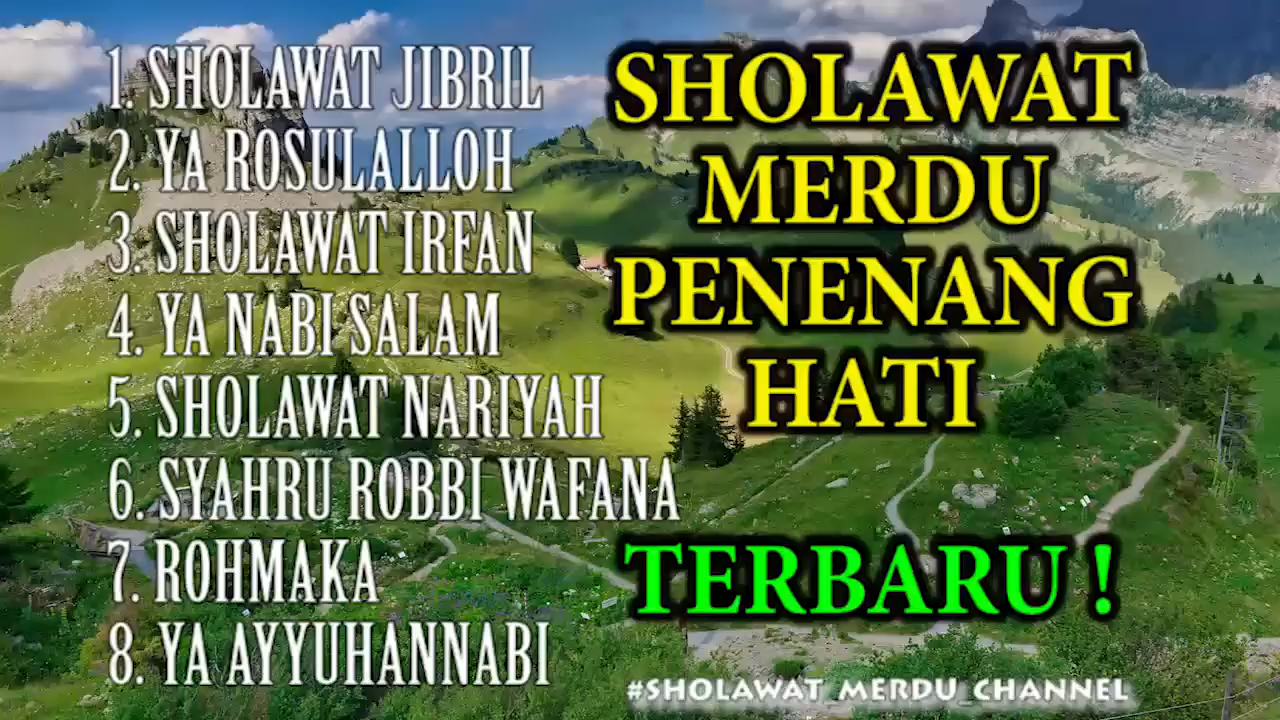 1. SHOLAWAT JIBRIL
2. YA ROSULALLOH
3. SHOLAWAT IRFAN
4. YA NABI SALAM
5. SHOLAWAT NARIYAH
6. SYAHRU ROBBI WAFANA
7. ROHMAKA
8. YA AYYUHANNABI
SHOLAWAT
MERDU
PENENANG
HATI
TERBARU !
#SHOLAWAT_MERDU_CHANNEL